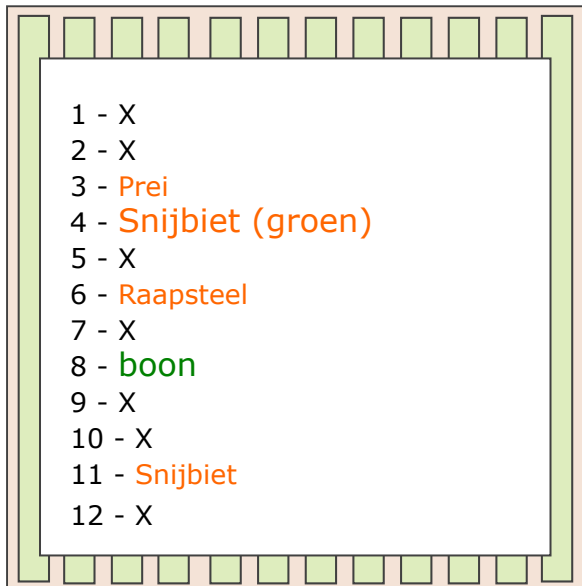 1 - X
2 - X
3 - Prei
4 - Snijbiet (groen)
5 - X
6 - Raapsteel
7 - X
8 - boon
9 - X
10 - X
11 - Snijbiet
12 - X